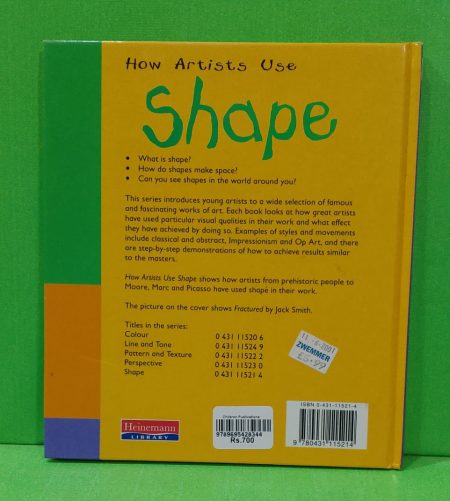 How Artists Use
Shape
• What is shape?
• How do shapes make space?
• Can you see shapes in the world around you?
This series introduces young artists to a wide selection of famous
and fascinating works of art. Each book looks at how great artists
have used particular visual qualities in their work and what effect
they have achieved by doing so. Examples of styles and movements
include classical and abstract, Impressionism and Op Art, and there
are step-by-step demonstrations of how to achieve results similar
to the masters.
How Artists Use Shape shows how artists from prehistoric people to
Moore, Marc and Picasso have used shape in their work.
The picture on the cover shows Fractured by Jack Smith.
Titles in the series:
Colour 0 431 11520 6
Line and Tone 0 431 11524 9
Pattern and Texture 0 431 11522 2
Perspective 0 431 11523 0
Shape 0 431 11521 4
2001
ZWEMMER
£5.99
Heinemann
LIBRARY
Children Publications
9789695428344
Rs.700
ISBN 0-431-11521-4
9 780431 115214